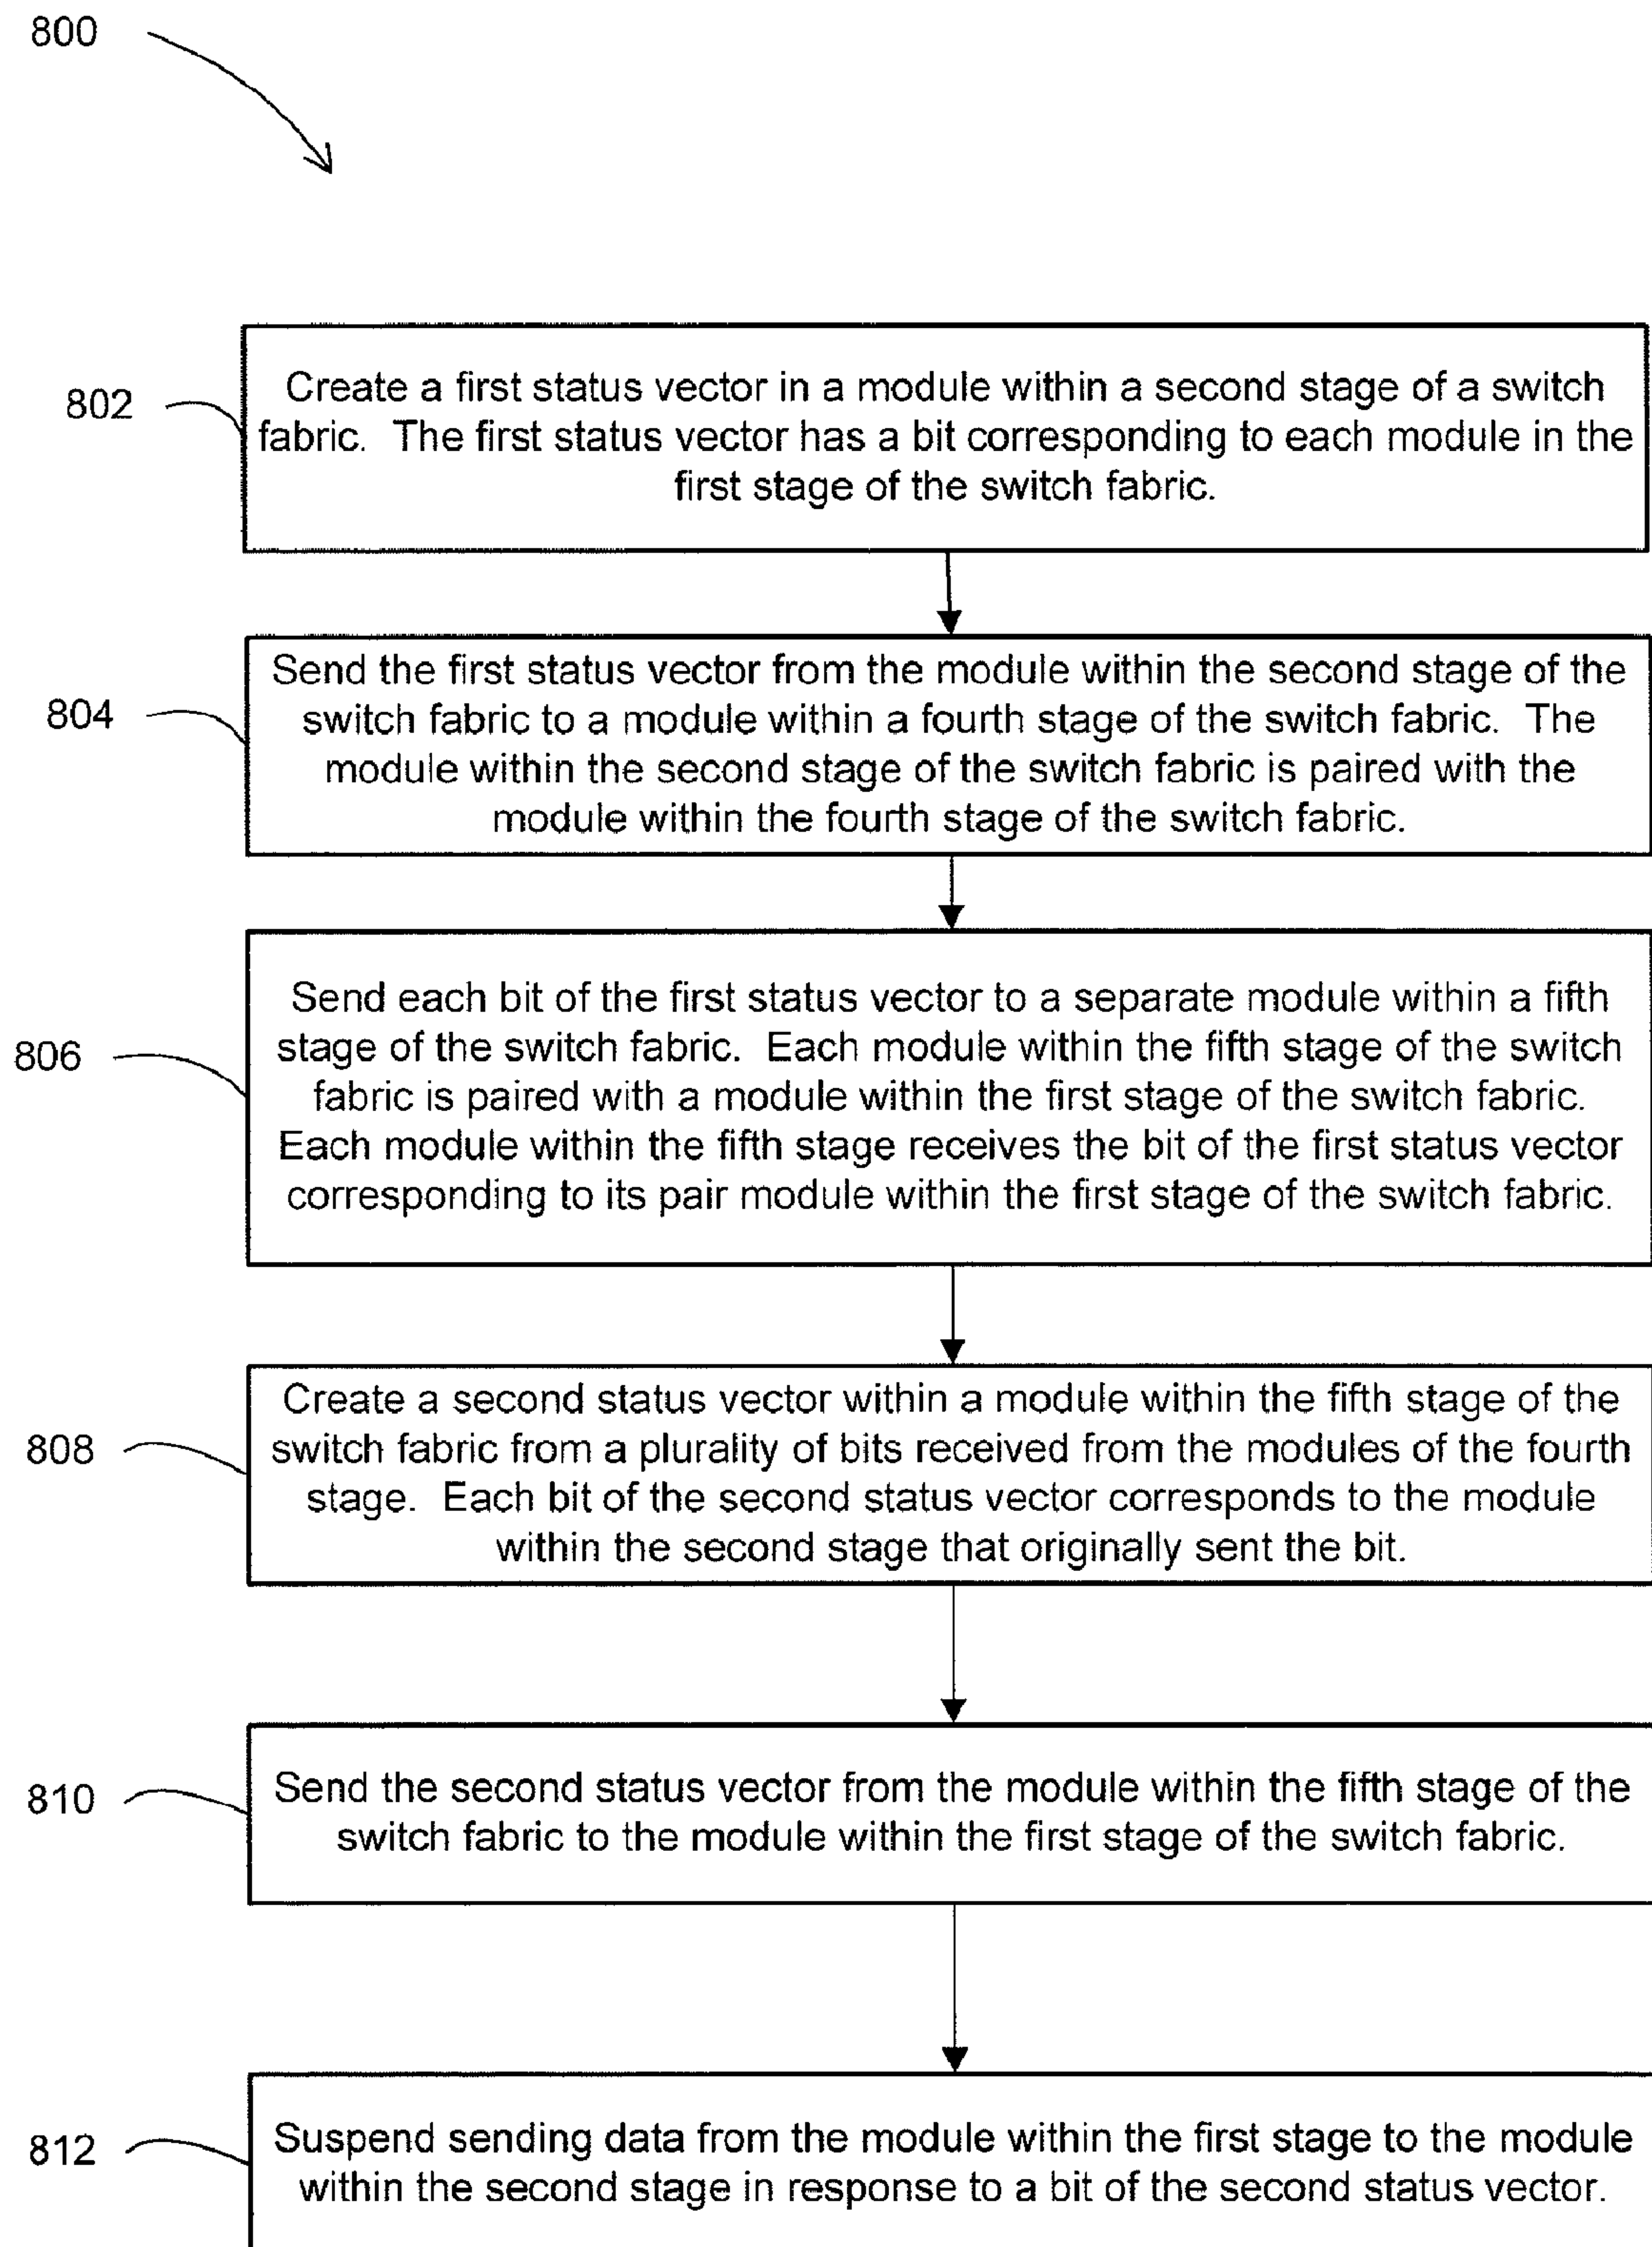 800
802
Create a first status vector in a module within a second stage of a switch
fabric. The first status vector has a bit corresponding to each module in the
first stage of the switch fabric.
804
Send the first status vector from the module within the second stage of the
switch fabric to a module within a fourth stage of the switch fabric. The
module within the second stage of the switch fabric is paired with the
module within the fourth stage of the switch fabric.
806
Send each bit of the first status vector to a separate module within a fifth
stage of the switch fabric. Each module within the fifth stage of the switch
fabric is paired with a module within the first stage of the switch fabric.
Each module within the fifth stage receives the bit of the first status vector
corresponding to its pair module within the first stage of the switch fabric.
808
Create a second status vector within a module within the fifth stage of the
switch fabric from a plurality of bits received from the modules of the fourth
stage. Each bit of the second status vector corresponds to the module
within the second stage that originally sent the bit.
810
Send the second status vector from the module within the fifth stage of the
switch fabric to the module within the first stage of the switch fabric.
812
Suspend sending data from the module within the first stage to the module
within the second stage in response to a bit of the second status vector.